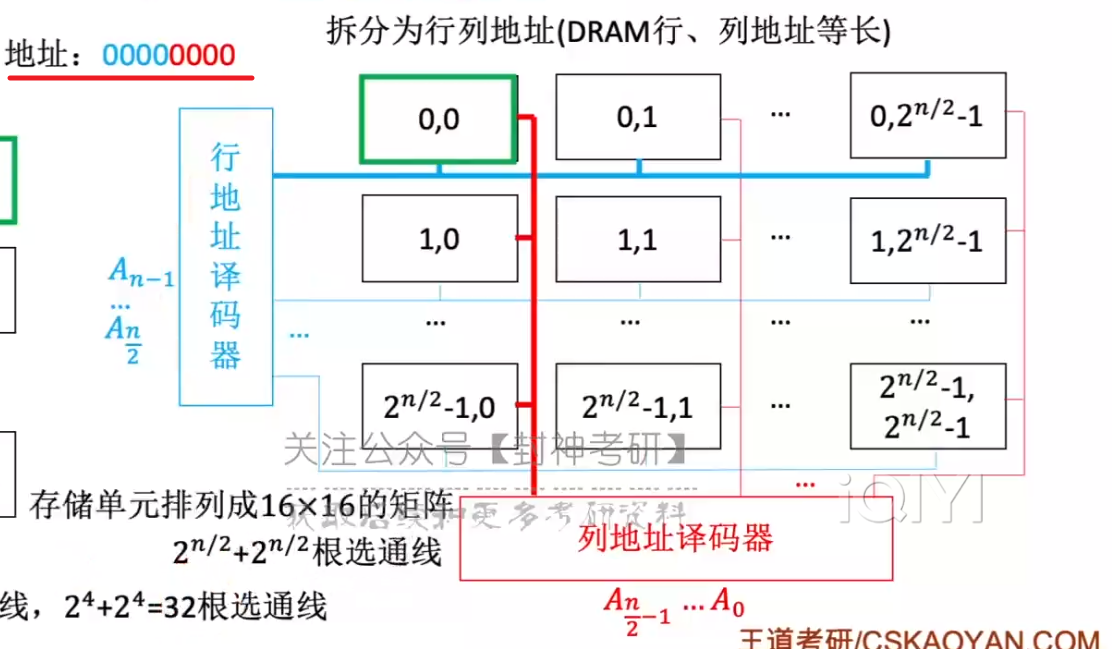 拆分为行列地址(DRAM行、列地址等长)
地址：00000000
0,0
0,1
...
0,2^{n/2}-1
行地址译码器
1,0
1,1
...
1,2^{n/2}-1
A_{n-1}
...
A_{n/2}
...
...
...
...
...
2^{n/2}-1,0
2^{n/2}-1,1
...
2^{n/2}-1,
2^{n/2}-1
关注公众号【封神考研】
...
iQIYI
存储单元排列成16×16的矩阵
获取后续和更多考研资料
2^{n/2}+2^{n/2}根选通线
列地址译码器
线，2^4+2^4=32根选通线
A_{n/2-1} ... A_0
王道考研/CSKAOYAN.COM